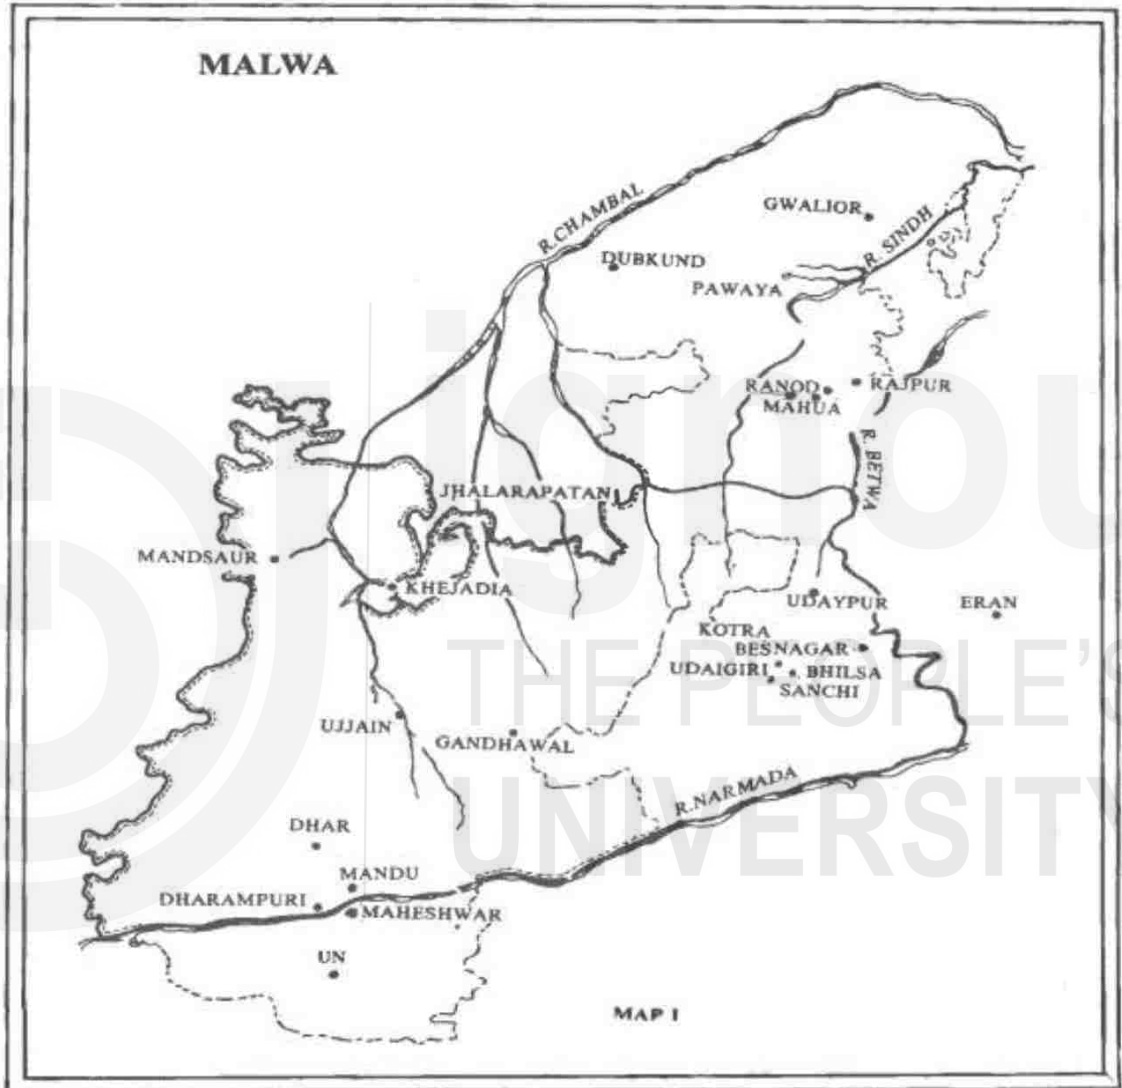 MALWA
R. CHAMBAL
GWALIOR
R. SINDH
DUBKUND
PAWAYA
RANOD
RAJPUR
MAHUA
R. BETWA
JHALARAPATAN
MANDSAUR
KHEJADIA
UDAYPUR
ERAN
KOTRA
BESNAGAR
UDAIGIRI
BHILSA
SANCHI
UJJAIN
GANDHAWAL
R. NARMADA
DHAR
MANDU
DHARAMPURI
MAHESHWAR
UN
MAP I
ignou
THE PEOPLE'S
UNIVERSITY